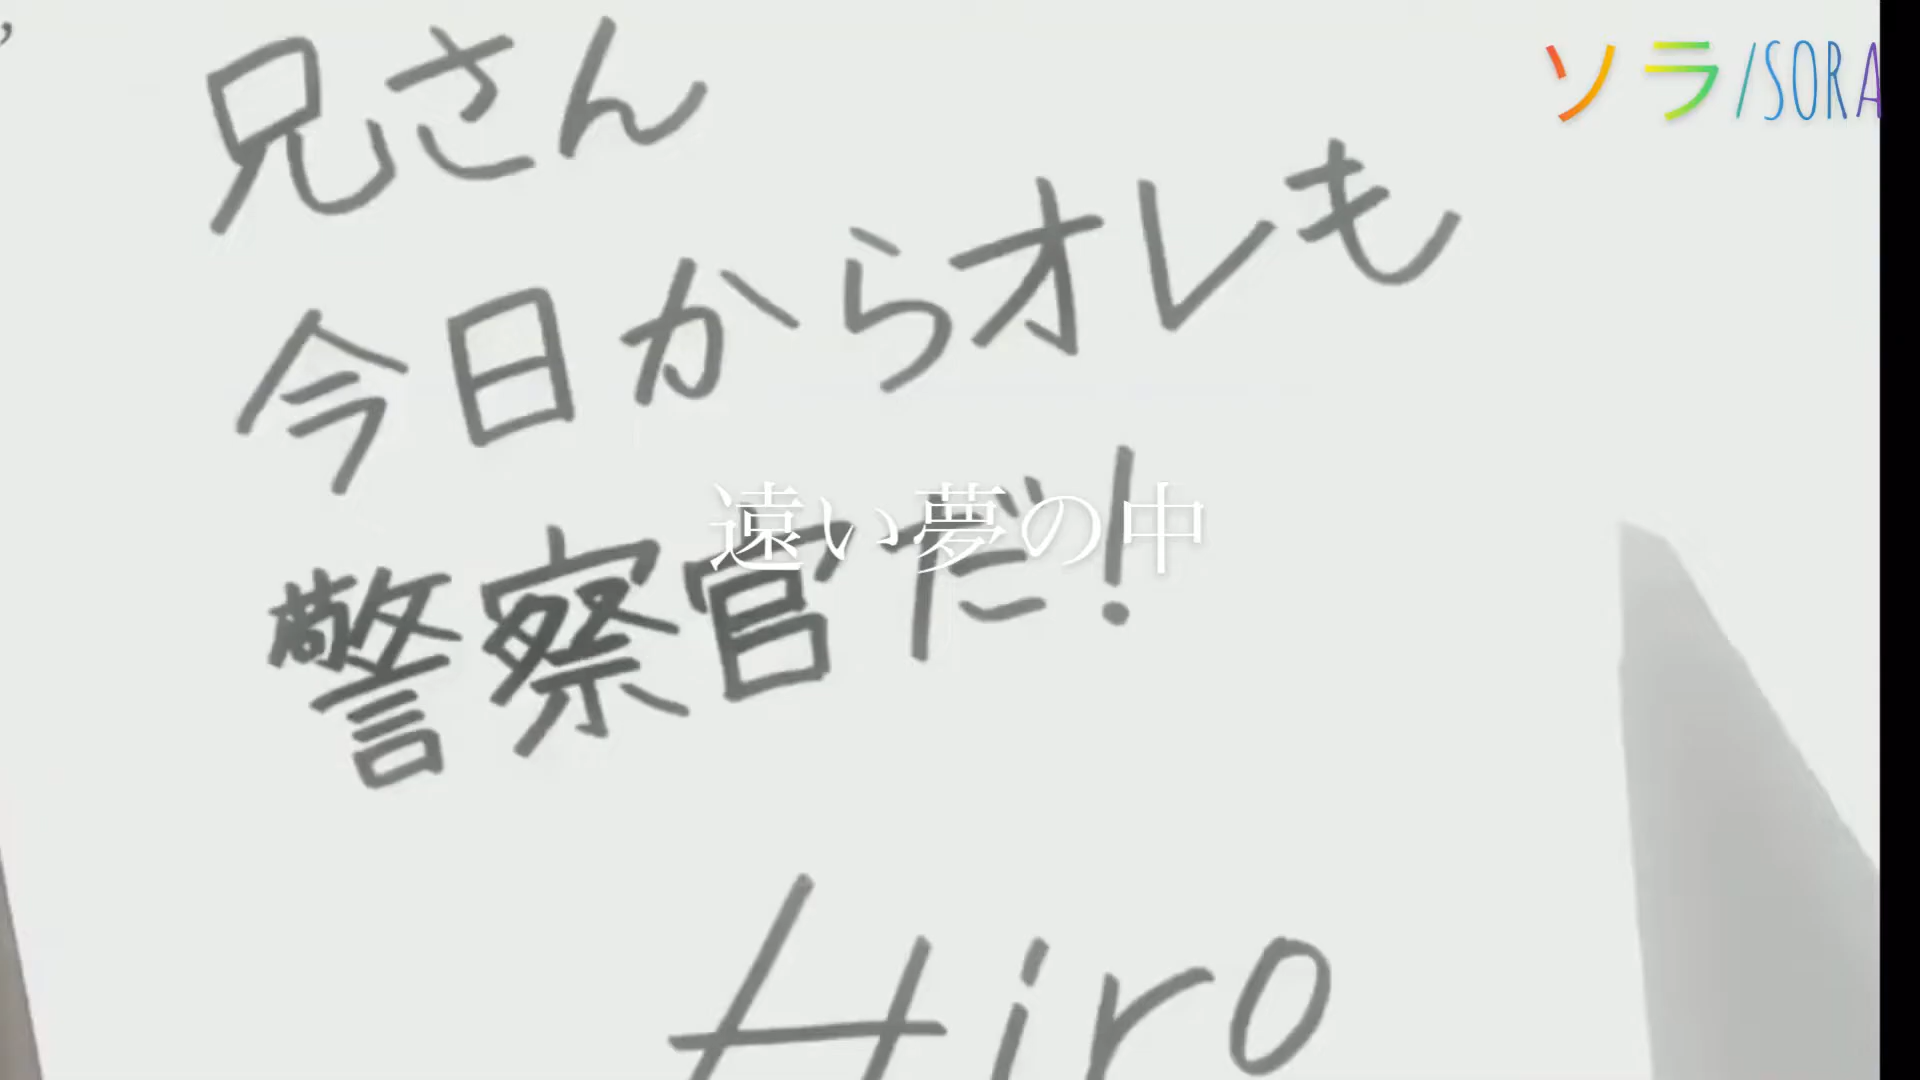 ソラ/SORA
兄さん
今日からオレも
警察官だ!
遠い夢の中
Hiro